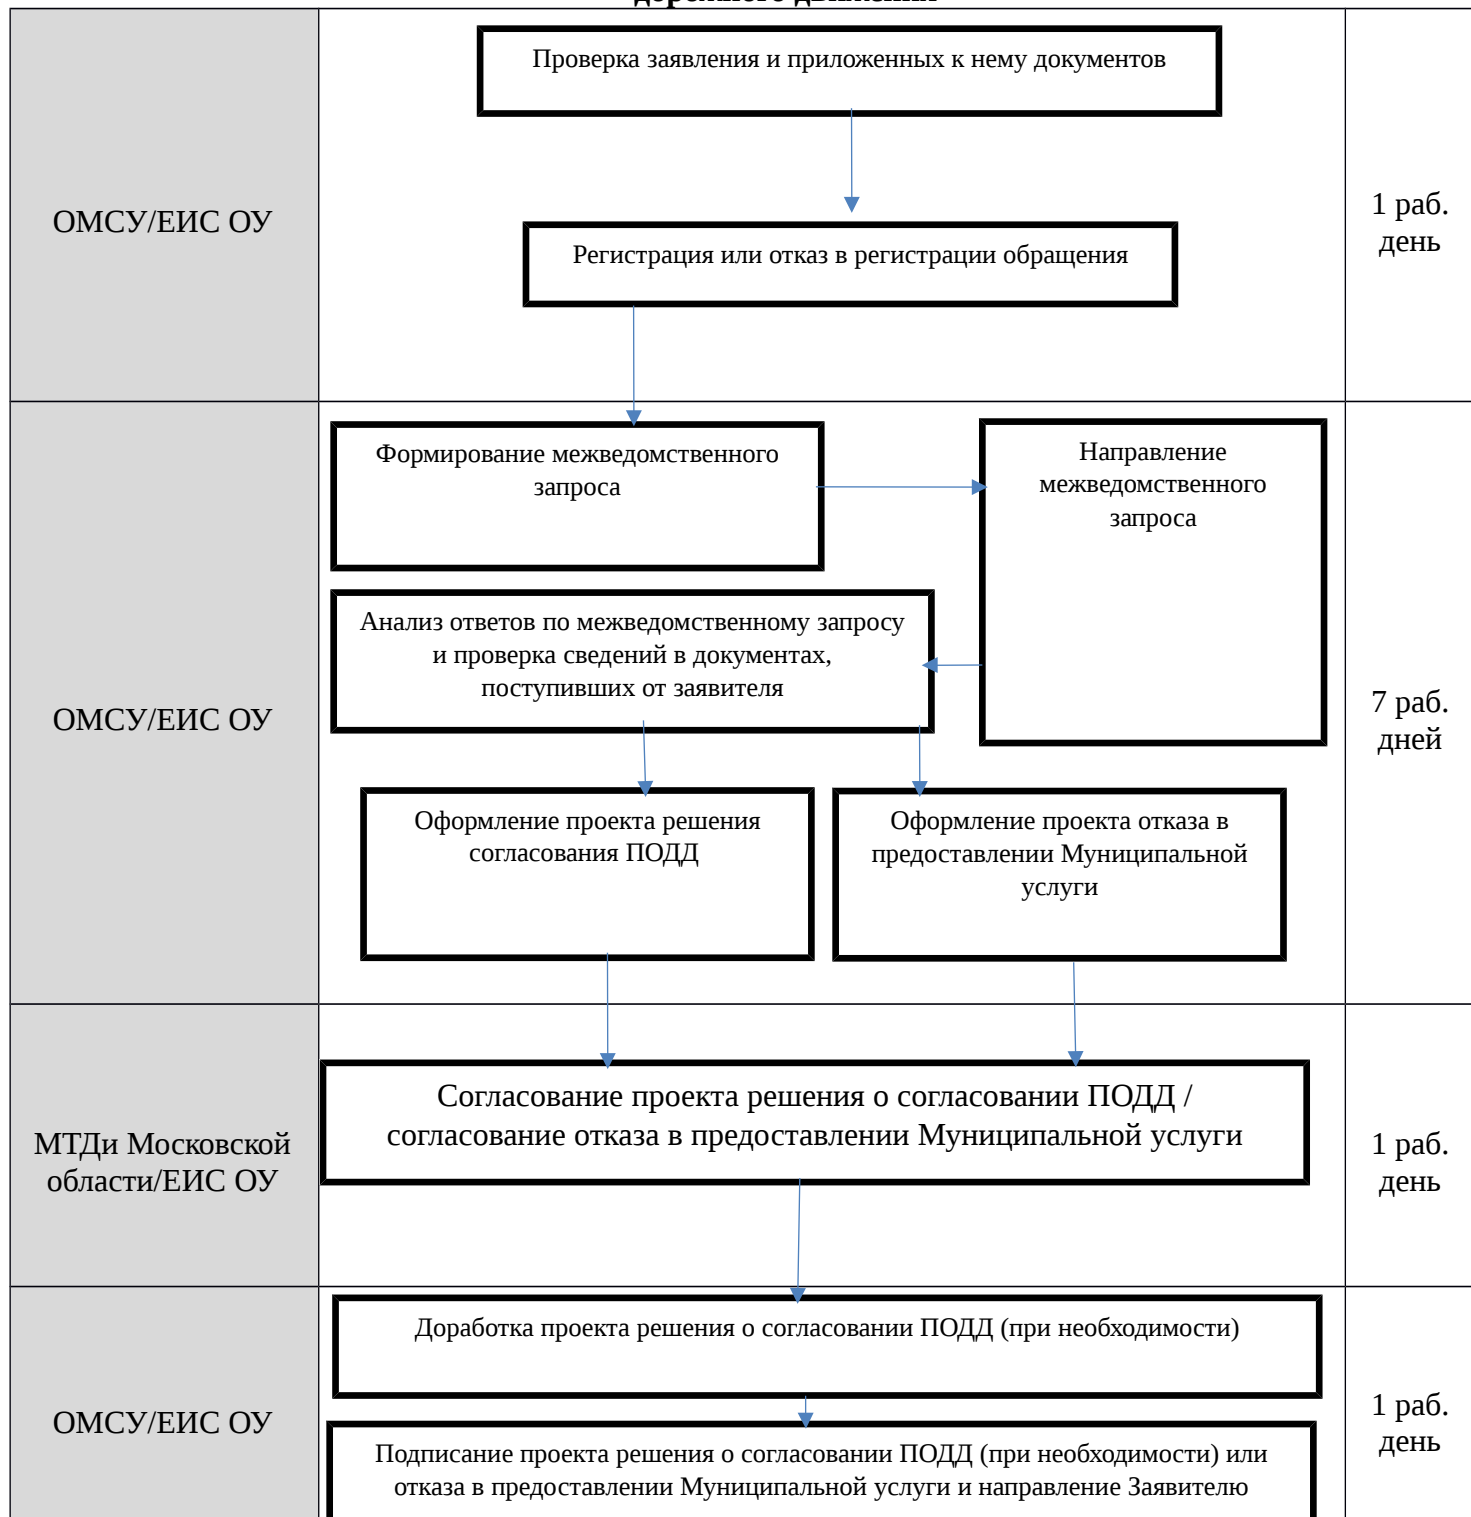 ОМСУ/ЕИС ОУ
Проверка заявления и приложенных к нему документов
Регистрация или отказ в регистрации обращения
1 раб.
день
ОМСУ/ЕИС ОУ
Формирование межведомственного
запроса
Направление
межведомственного
запроса
Анализ ответов по межведомственному запросу
и проверка сведений в документах,
поступивших от заявителя
Оформление проекта решения
согласования ПОДД
Оформление проекта отказа в
предоставлении Муниципальной
услуги
7 раб.
дней
МТДи Московской
области/ЕИС ОУ
Согласование проекта решения о согласовании ПОДД /
согласование отказа в предоставлении Муниципальной услуги
1 раб.
день
ОМСУ/ЕИС ОУ
Доработка проекта решения о согласовании ПОДД (при необходимости)
Подписание проекта решения о согласовании ПОДД (при необходимости) или
отказа в предоставлении Муниципальной услуги и направление Заявителю
1 раб.
день